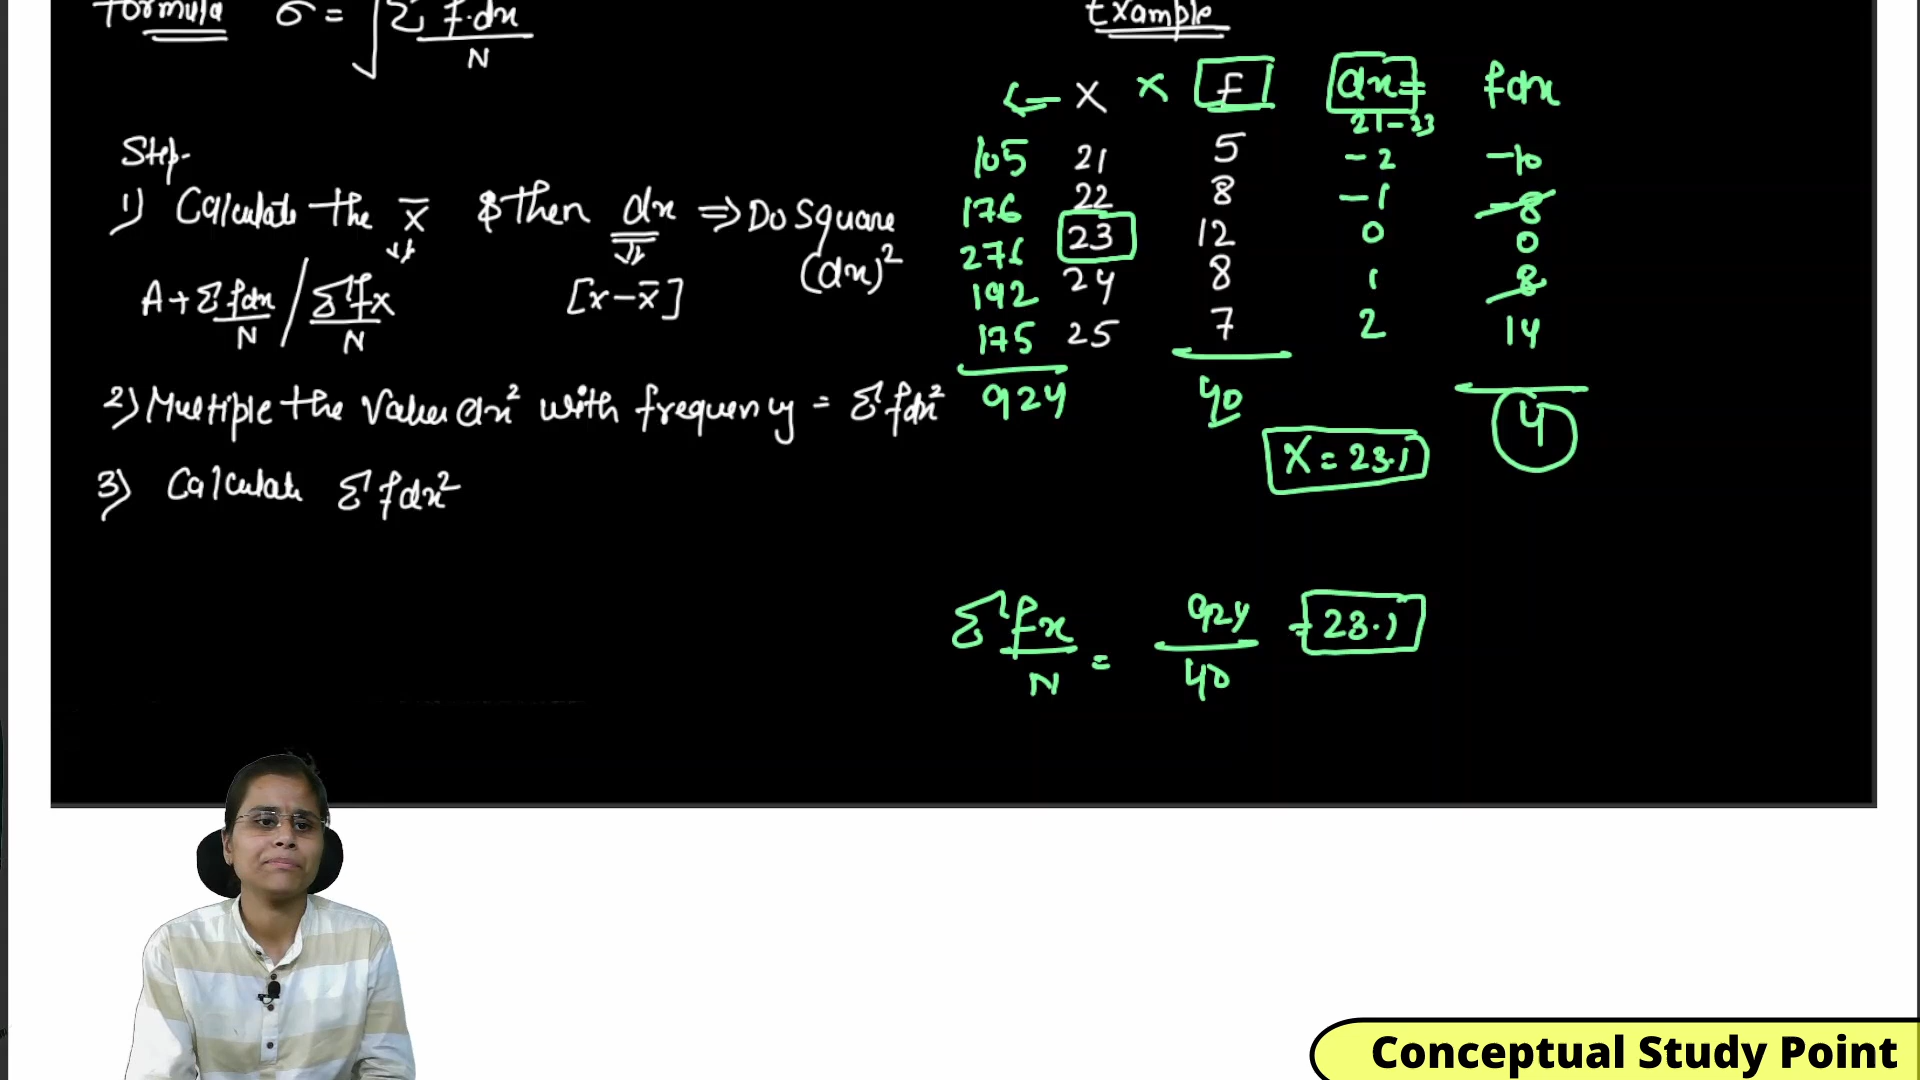 Formula σ = √ Σ f·dx / N
Step-
1) Calculate the x̄ & then dx ⇒ Do Square
(dx)²
A + Σfdx / N / Σfx / N [x - x̄]
2) Multiple the Value dx² with frequency = Σfdx²
3) Calculate Σfdx²
Example
← X × f dx = fdx
21-23
105 21 5 -2 -10
176 22 8 -1 -8
276 23 12 0 0
192 24 8 1 8
175 25 7 2 14
924 40 4
X = 23.1
Σfx / N = 924 / 40 = 23.1
Conceptual Study Point